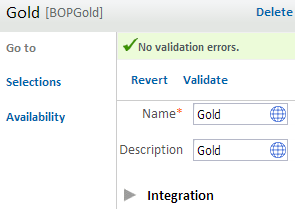 Gold [BOPGold] Delete
Go to
No validation errors.
Selections
Revert Validate
Availability
Name* Gold
Description Gold
Integration